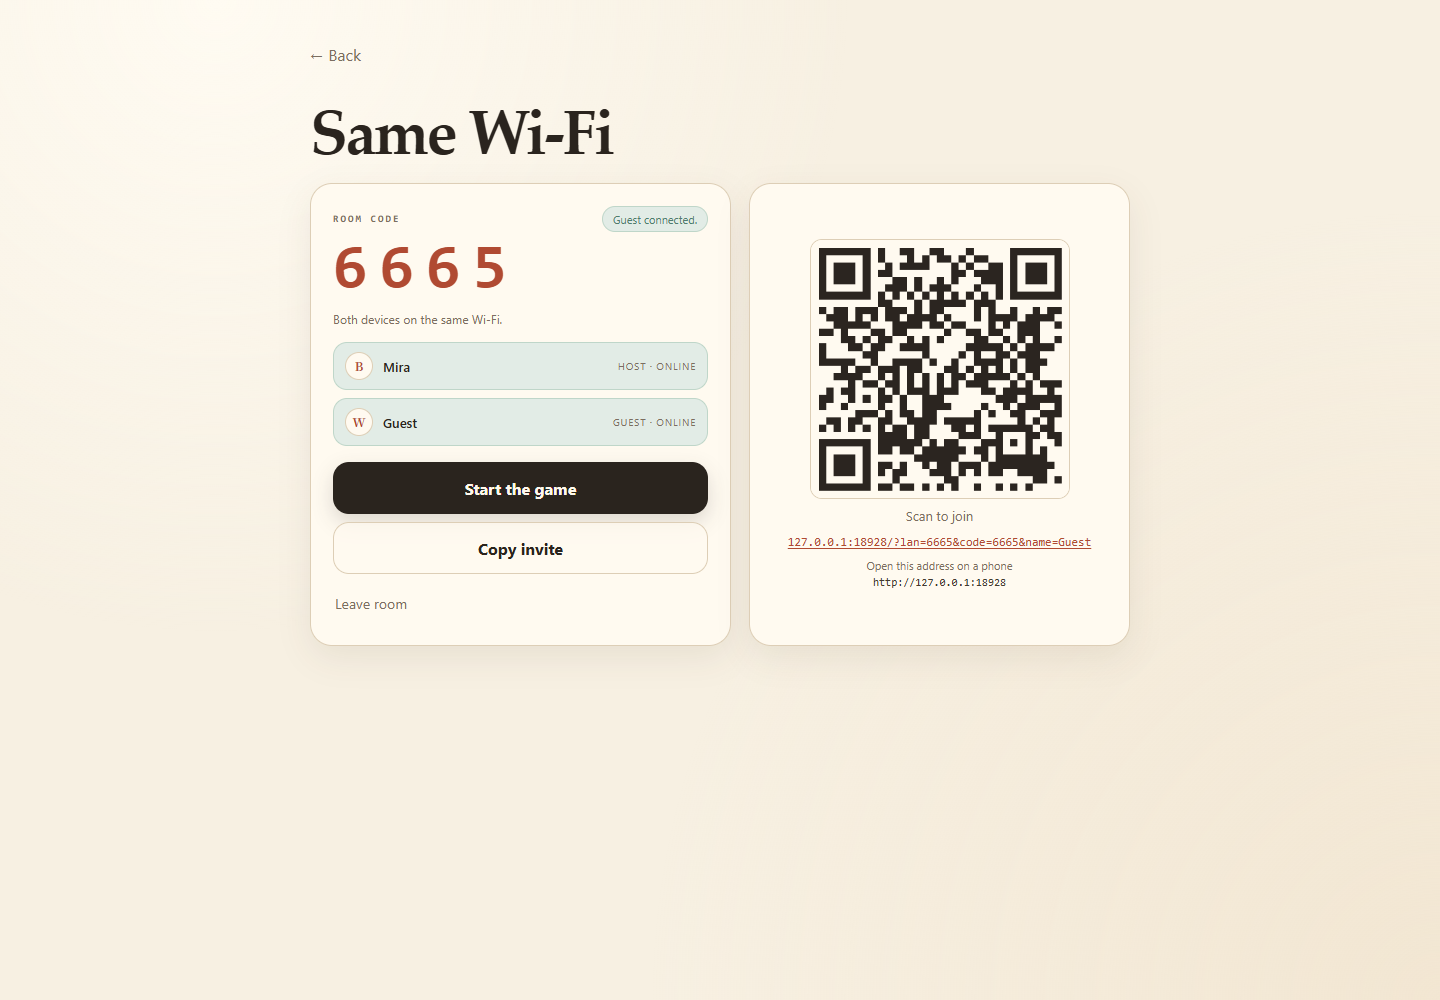 ← Back
Same Wi-Fi
ROOM CODE
Guest connected.
6665
Both devices on the same Wi-Fi.
B Mira HOST · ONLINE
W Guest GUEST · ONLINE
Start the game
Copy invite
Leave room
Scan to join
127.0.0.1:18928/?lan=6665&code=6665&name=Guest
Open this address on a phone
http://127.0.0.1:18928